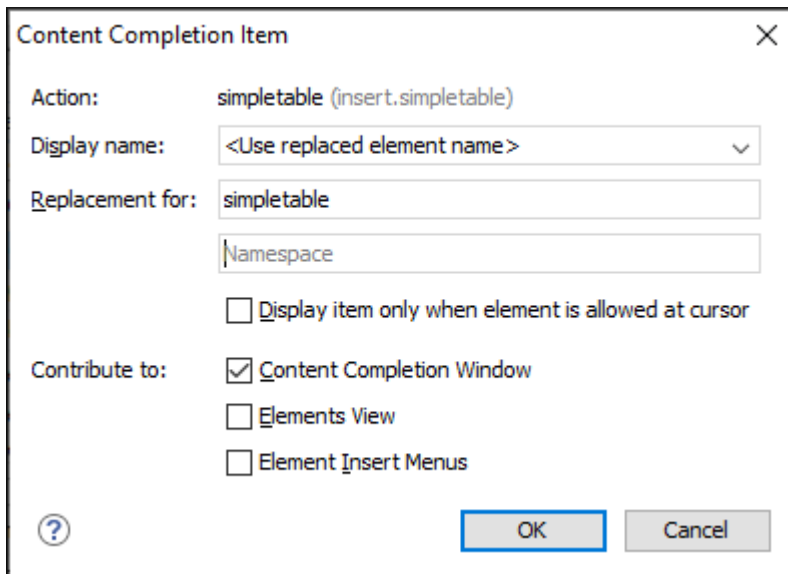 Content Completion Item
Action: simpletable (insert.simpletable)
Display name: <Use replaced element name>
Replacement for: simpletable
Namespace
Display item only when element is allowed at cursor
Contribute to: Content Completion Window
Elements View
Element Insert Menus
? OK Cancel